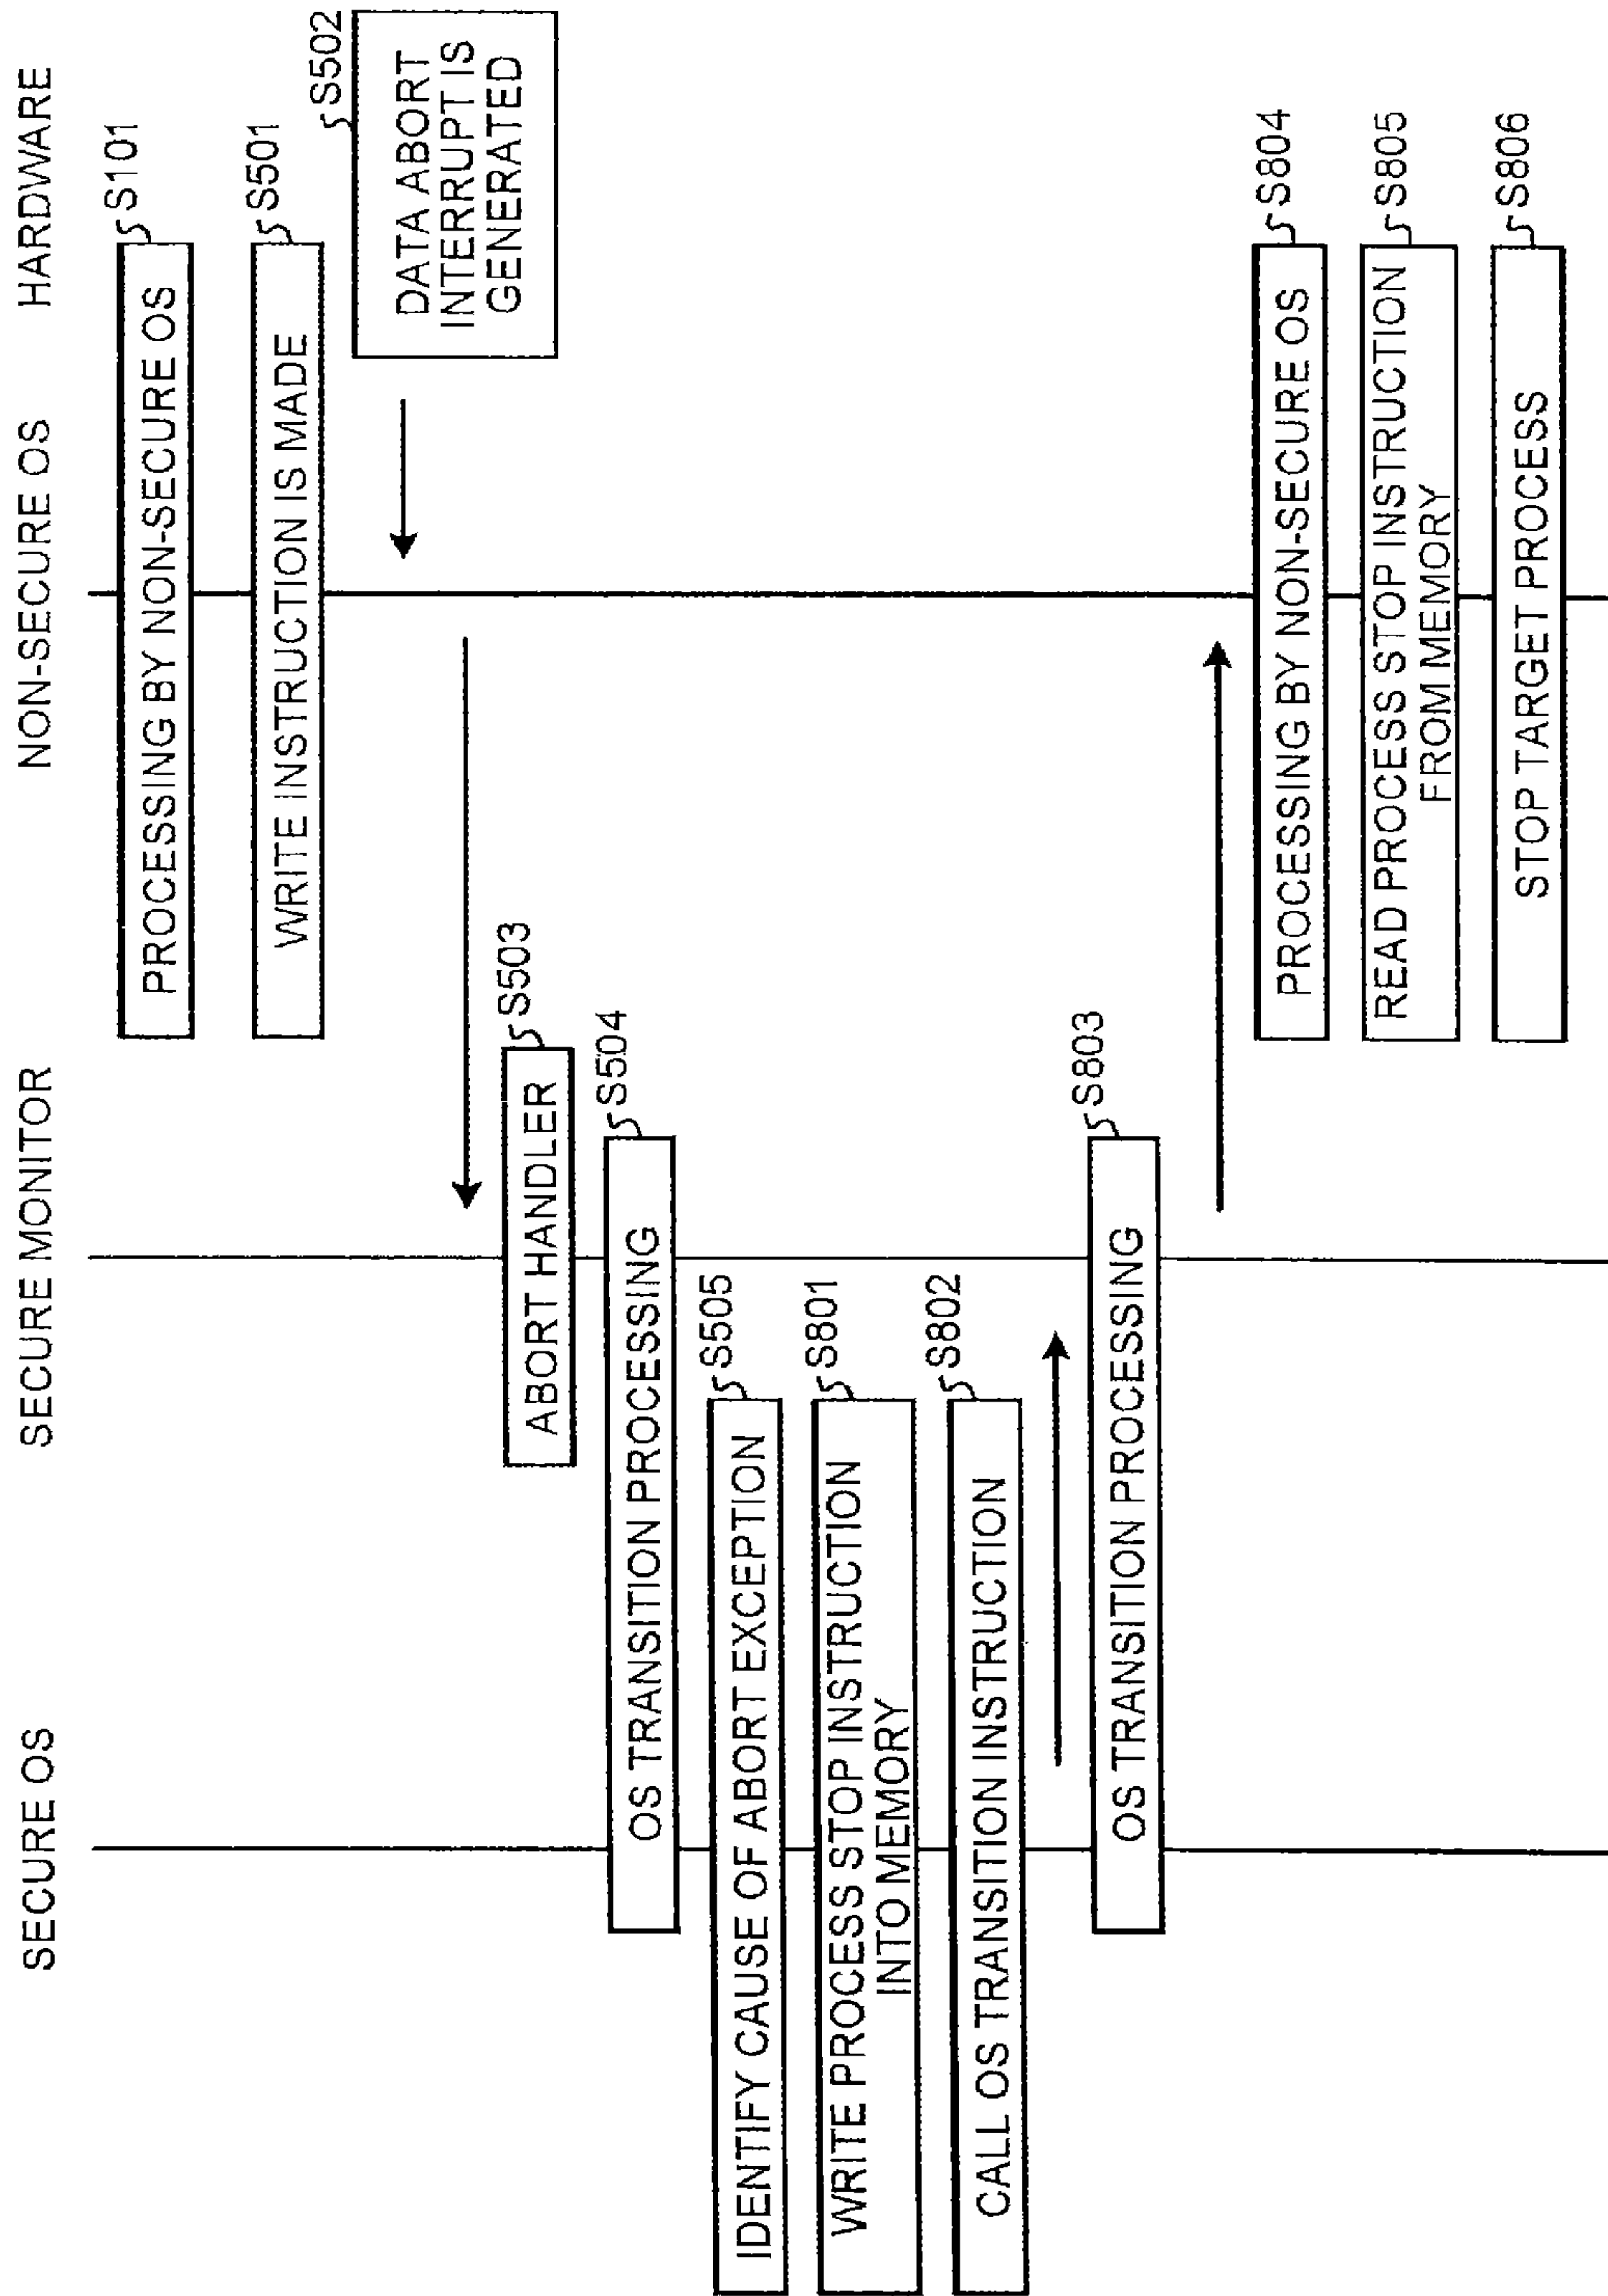 SECURE OS
SECURE MONITOR
NON-SECURE OS
HARDWARE
S101
PROCESSING BY NON-SECURE OS
S501
WRITE INSTRUCTION IS MADE
S502
DATA ABORT
INTERRUPT IS
GENERATED
S503
ABORT HANDLER
S504
OS TRANSITION PROCESSING
S505
IDENTIFY CAUSE OF ABORT EXCEPTION
S801
WRITE PROCESS STOP INSTRUCTION
INTO MEMORY
S802
CALL OS TRANSITION INSTRUCTION
S803
OS TRANSITION PROCESSING
S804
PROCESSING BY NON-SECURE OS
S805
READ PROCESS STOP INSTRUCTION
FROM MEMORY
S806
STOP TARGET PROCESS